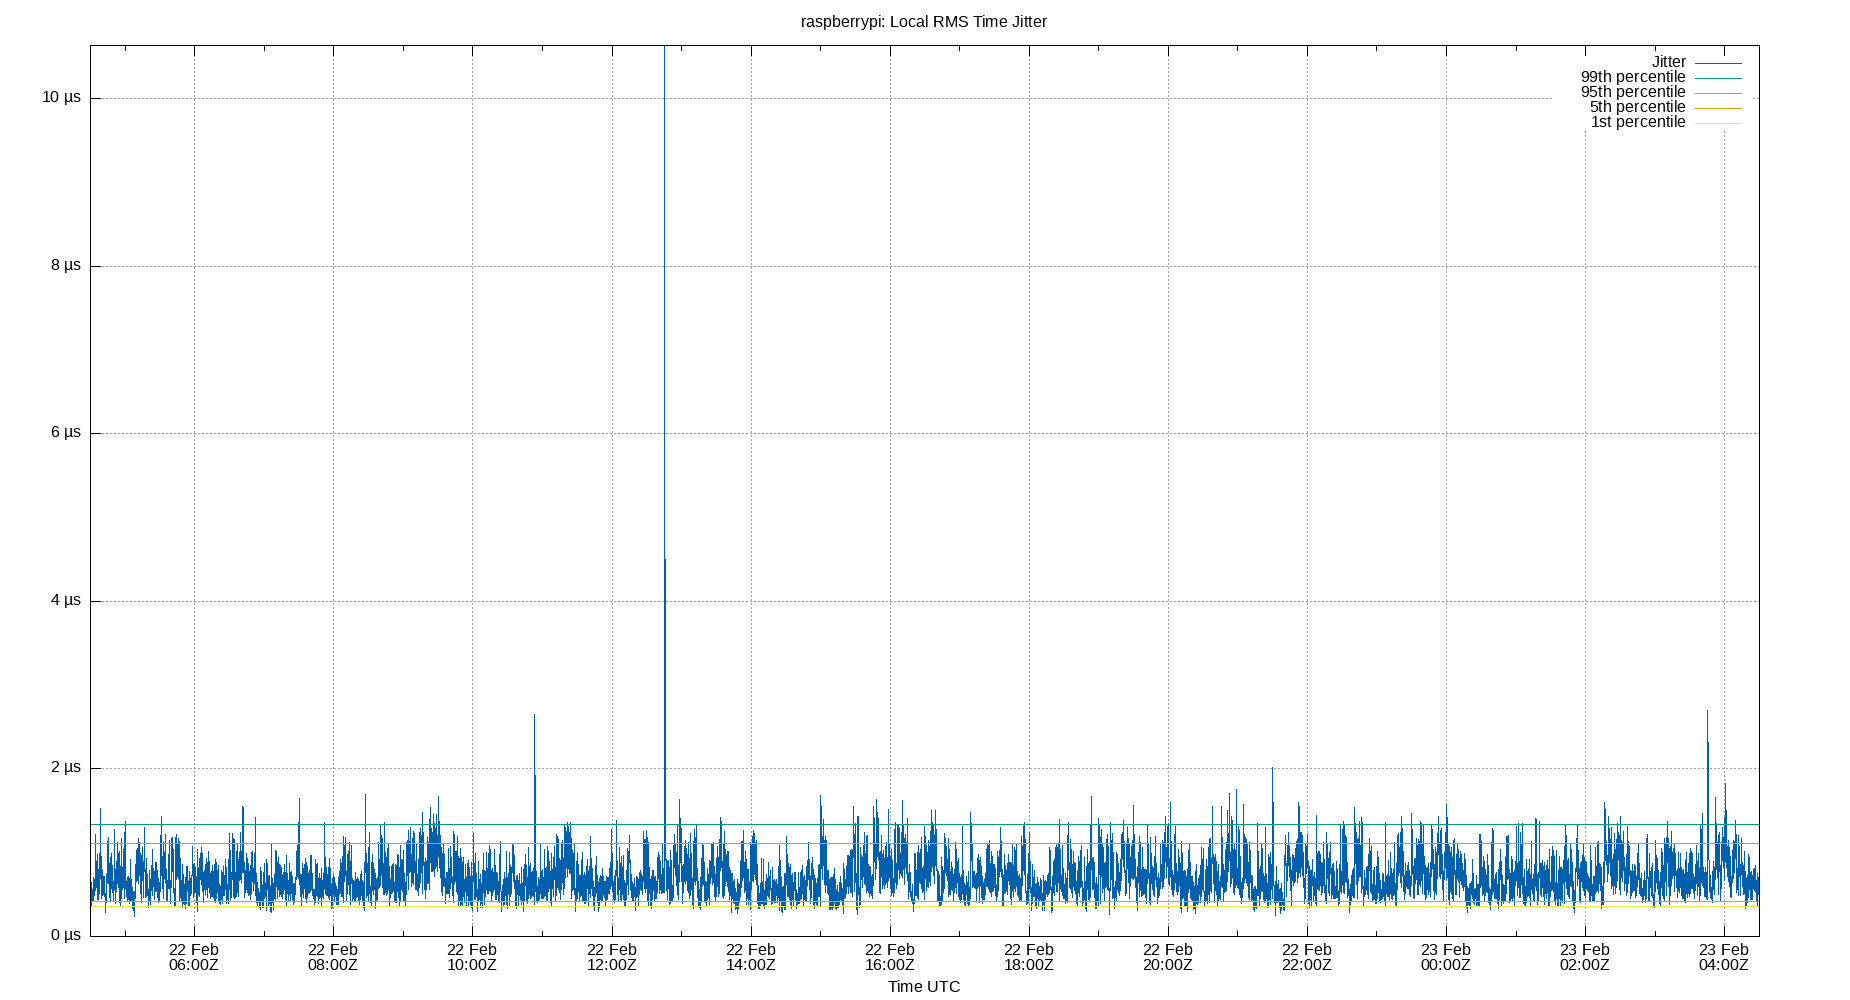 raspberrypi: Local RMS Time Jitter
Jitter
99th percentile
95th percentile
5th percentile
1st percentile
10 µs
8 µs
6 µs
4 µs
2 µs
0 µs
22 Feb 22 Feb 22 Feb 22 Feb 22 Feb 22 Feb 22 Feb 22 Feb 22 Feb 23 Feb 23 Feb 23 Feb
06:00Z 08:00Z 10:00Z 12:00Z 14:00Z 16:00Z 18:00Z 20:00Z 22:00Z 00:00Z 02:00Z 04:00Z
Time UTC